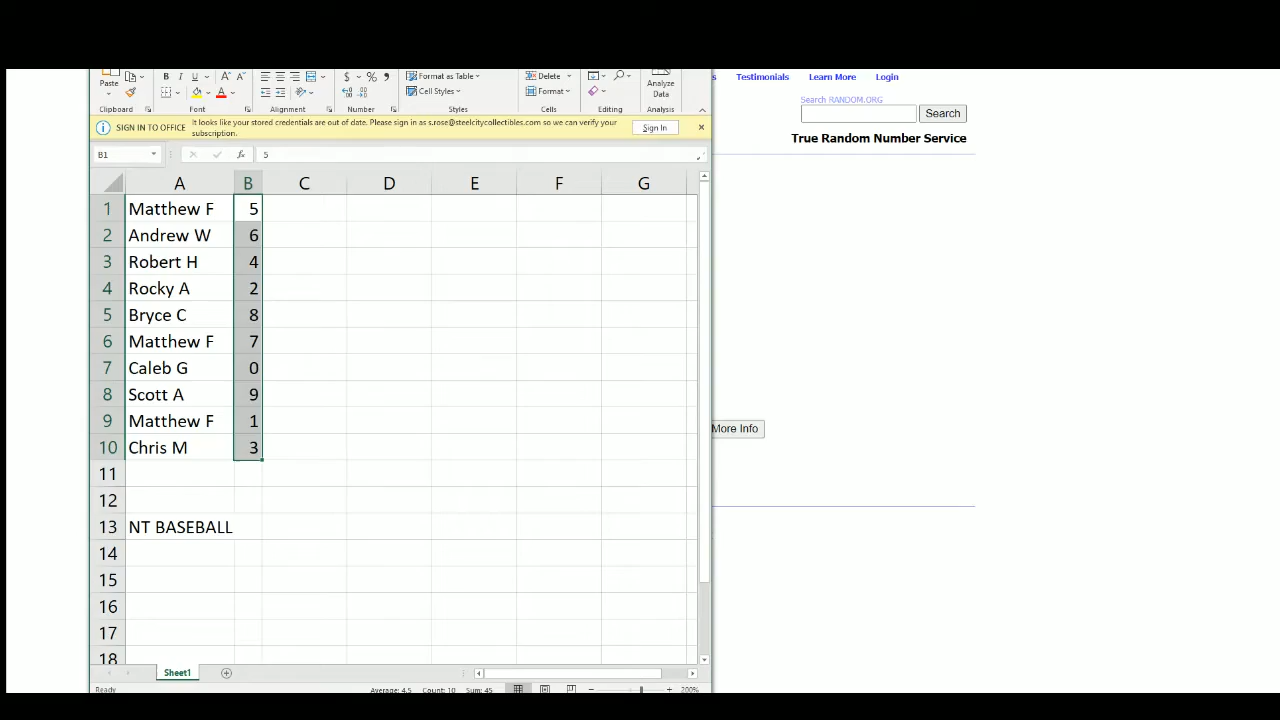 Testimonials Learn More Login
Search RANDOM.ORG
Search
True Random Number Service
More Info
Paste
B I U A A
Format as Table
Cell Styles
Delete
Format
Analyze
Data
$ % 9
Clipboard Font Alignment Number Styles Cells Editing Analysis
SIGN IN TO OFFICE It looks like your stored credentials are out of date. Please sign in as s.rose@steelcitycollectibles.com so we can verify your
subscription.
Sign In
B1 fx 5
A B C D E F G
1 Matthew F 5
2 Andrew W 6
3 Robert H 4
4 Rocky A 2
5 Bryce C 8
6 Matthew F 7
7 Caleb G 0
8 Scott A 9
9 Matthew F 1
10 Chris M 3
11
12
13 NT BASEBALL
14
15
16
17
18
Sheet1
Ready Average: 4.5 Count: 10 Sum: 45 200%